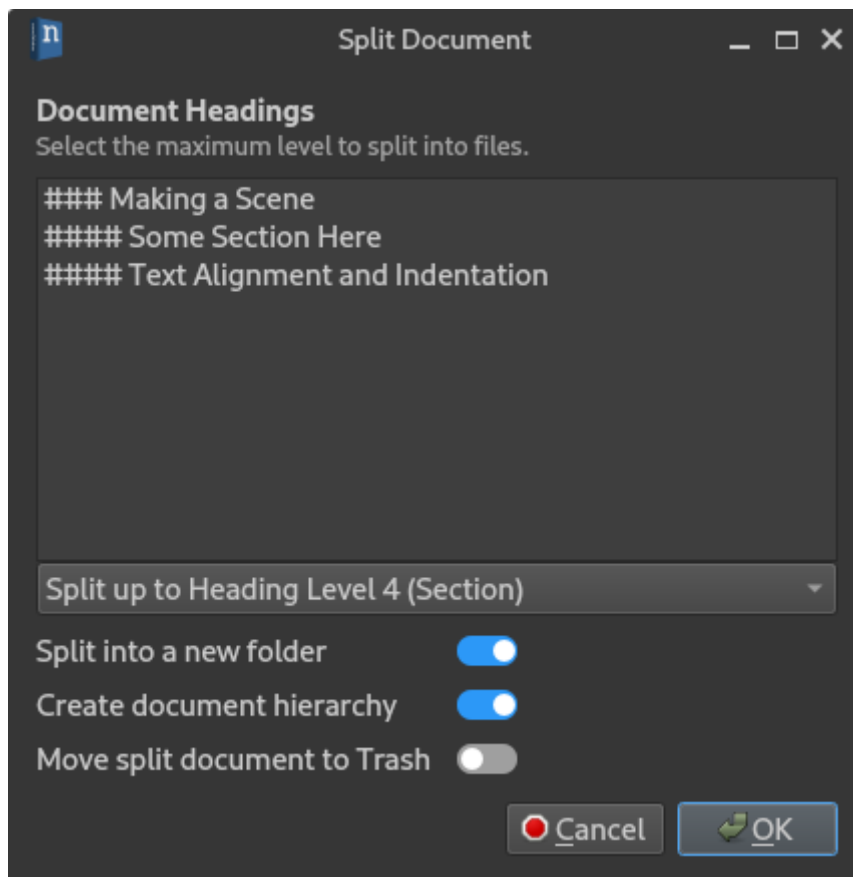 n
Split Document
Document Headings
Select the maximum level to split into files.
### Making a Scene
#### Some Section Here
#### Text Alignment and Indentation
Split up to Heading Level 4 (Section)
Split into a new folder
Create document hierarchy
Move split document to Trash
Cancel OK